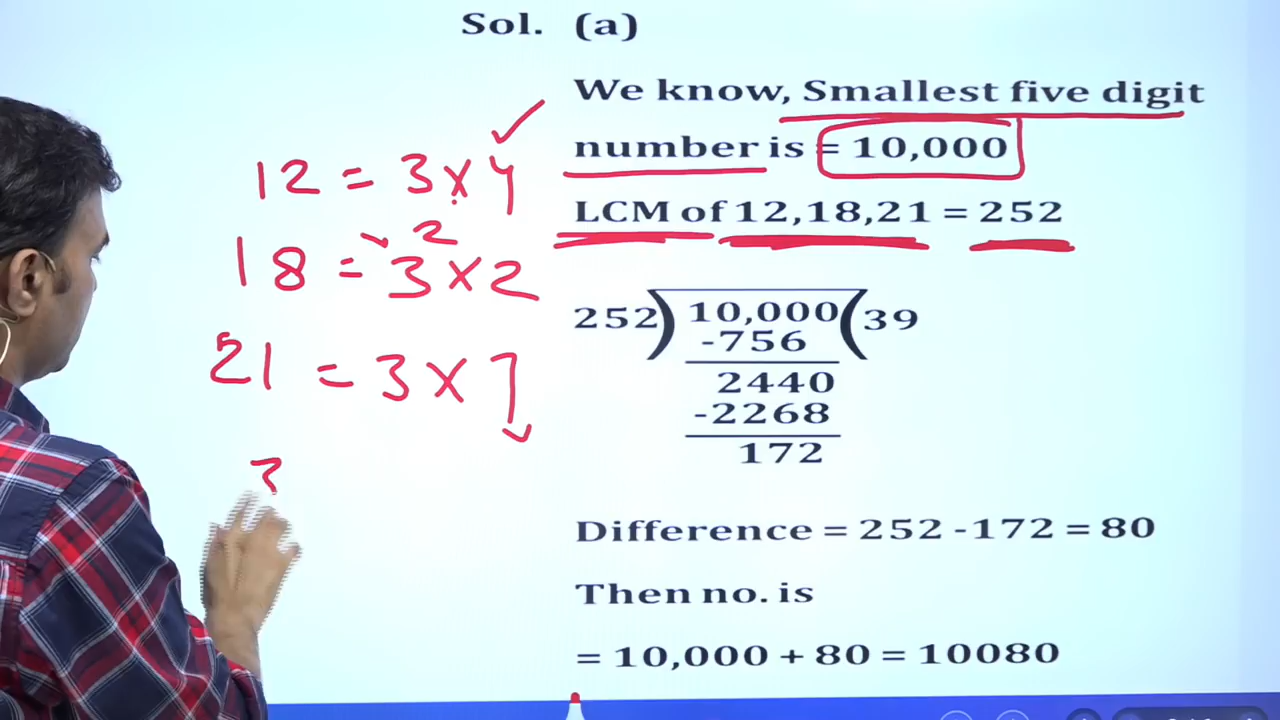 Sol. (a)
We know, Smallest five digit
number is = 10,000
LCM of 12,18,21 = 252
252) 10,000 (39
-756
2440
-2268
172
Difference = 252 -172 = 80
Then no. is
= 10,000 + 80 = 10080
12 = 3 x 4
18 = 3² x 2
21 = 3 x 7
3